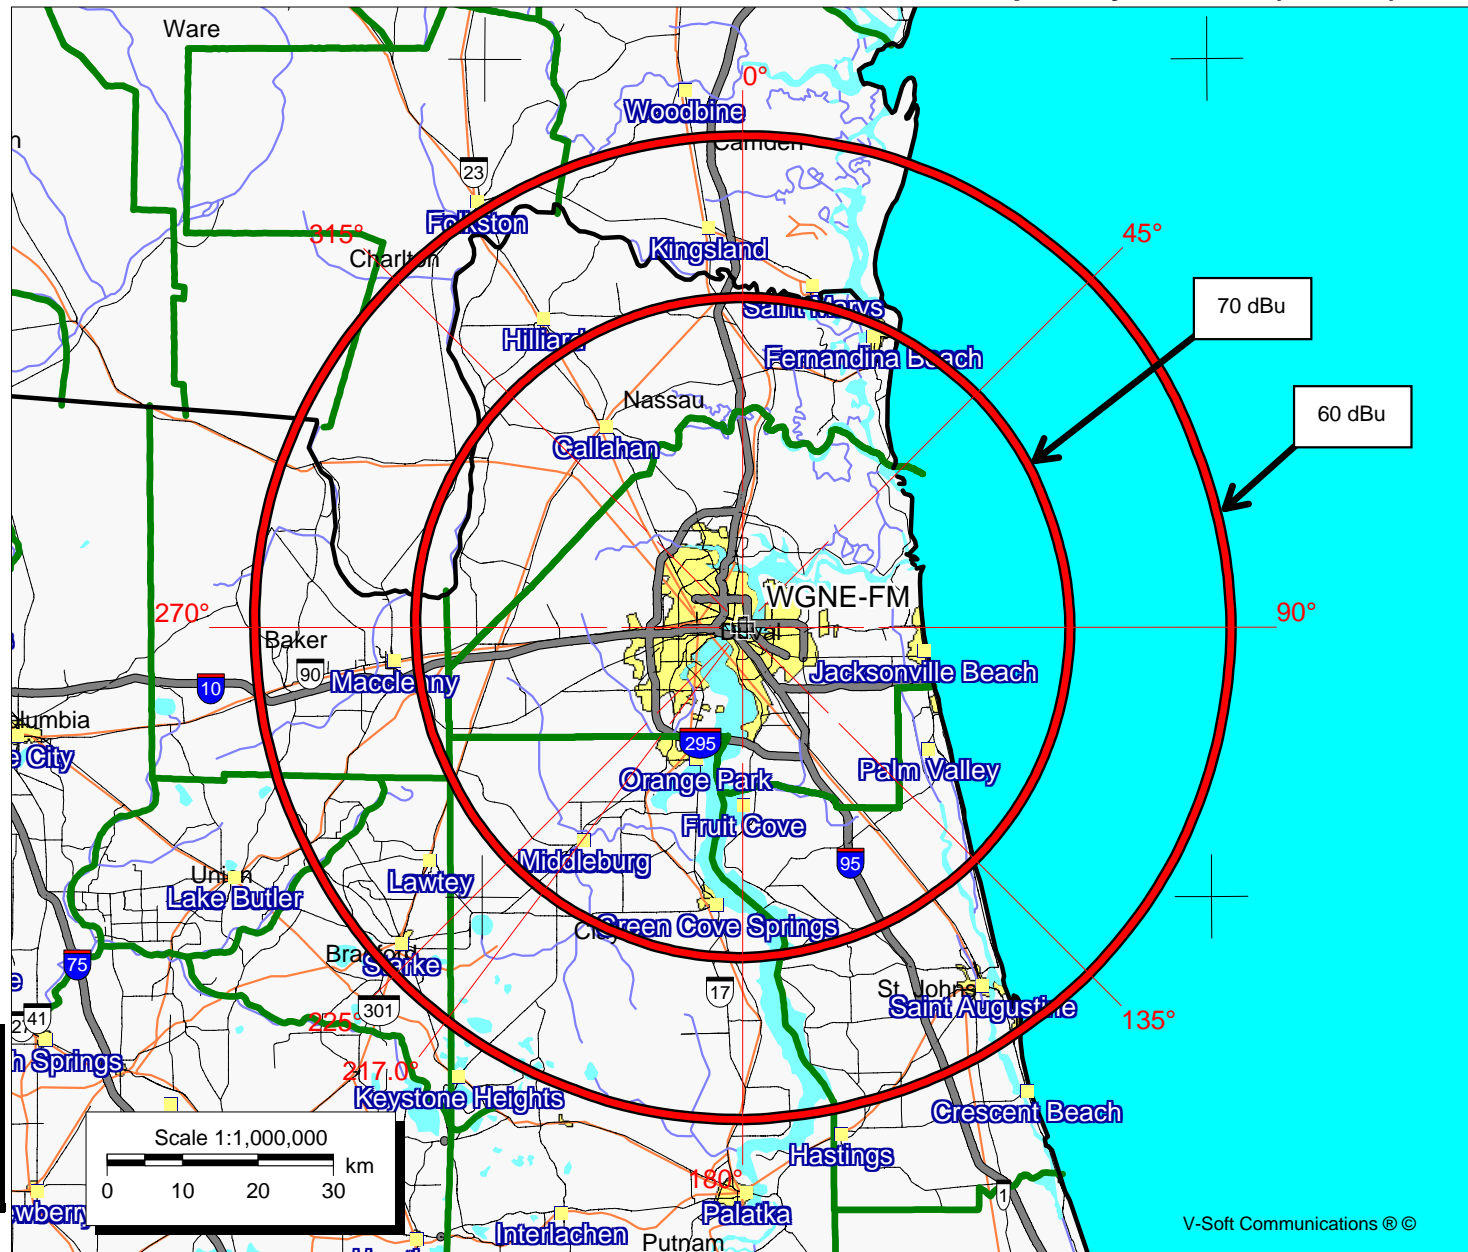 Ware
0°
Woodbine
Camden
23
Folkston
315°
45°
Kingsland
Charlton
70 dBu
Saint Marys
Hilliard
Fernandina Beach
Nassau
60 dBu
Callahan
WGNE-FM
270°
90°
Duval
Baker
90
Jacksonville Beach
Macclenny
10
295
City
Palm Valley
Orange Park
Fruit Cove
Middleburg
95
Union
Lawtey
Lake Butler
Green Cove Springs
Clay
Bradford
Starke
75
17
St. Johns
301
Saint Augustine
41
225°
135°
Springs
217.0°
Keystone Heights
Crescent Beach
Scale 1:1,000,000
km
0 10 20 30
Hastings
180°
1
Palatka
Interlachen
Putnam
V-Soft Communications ® ©